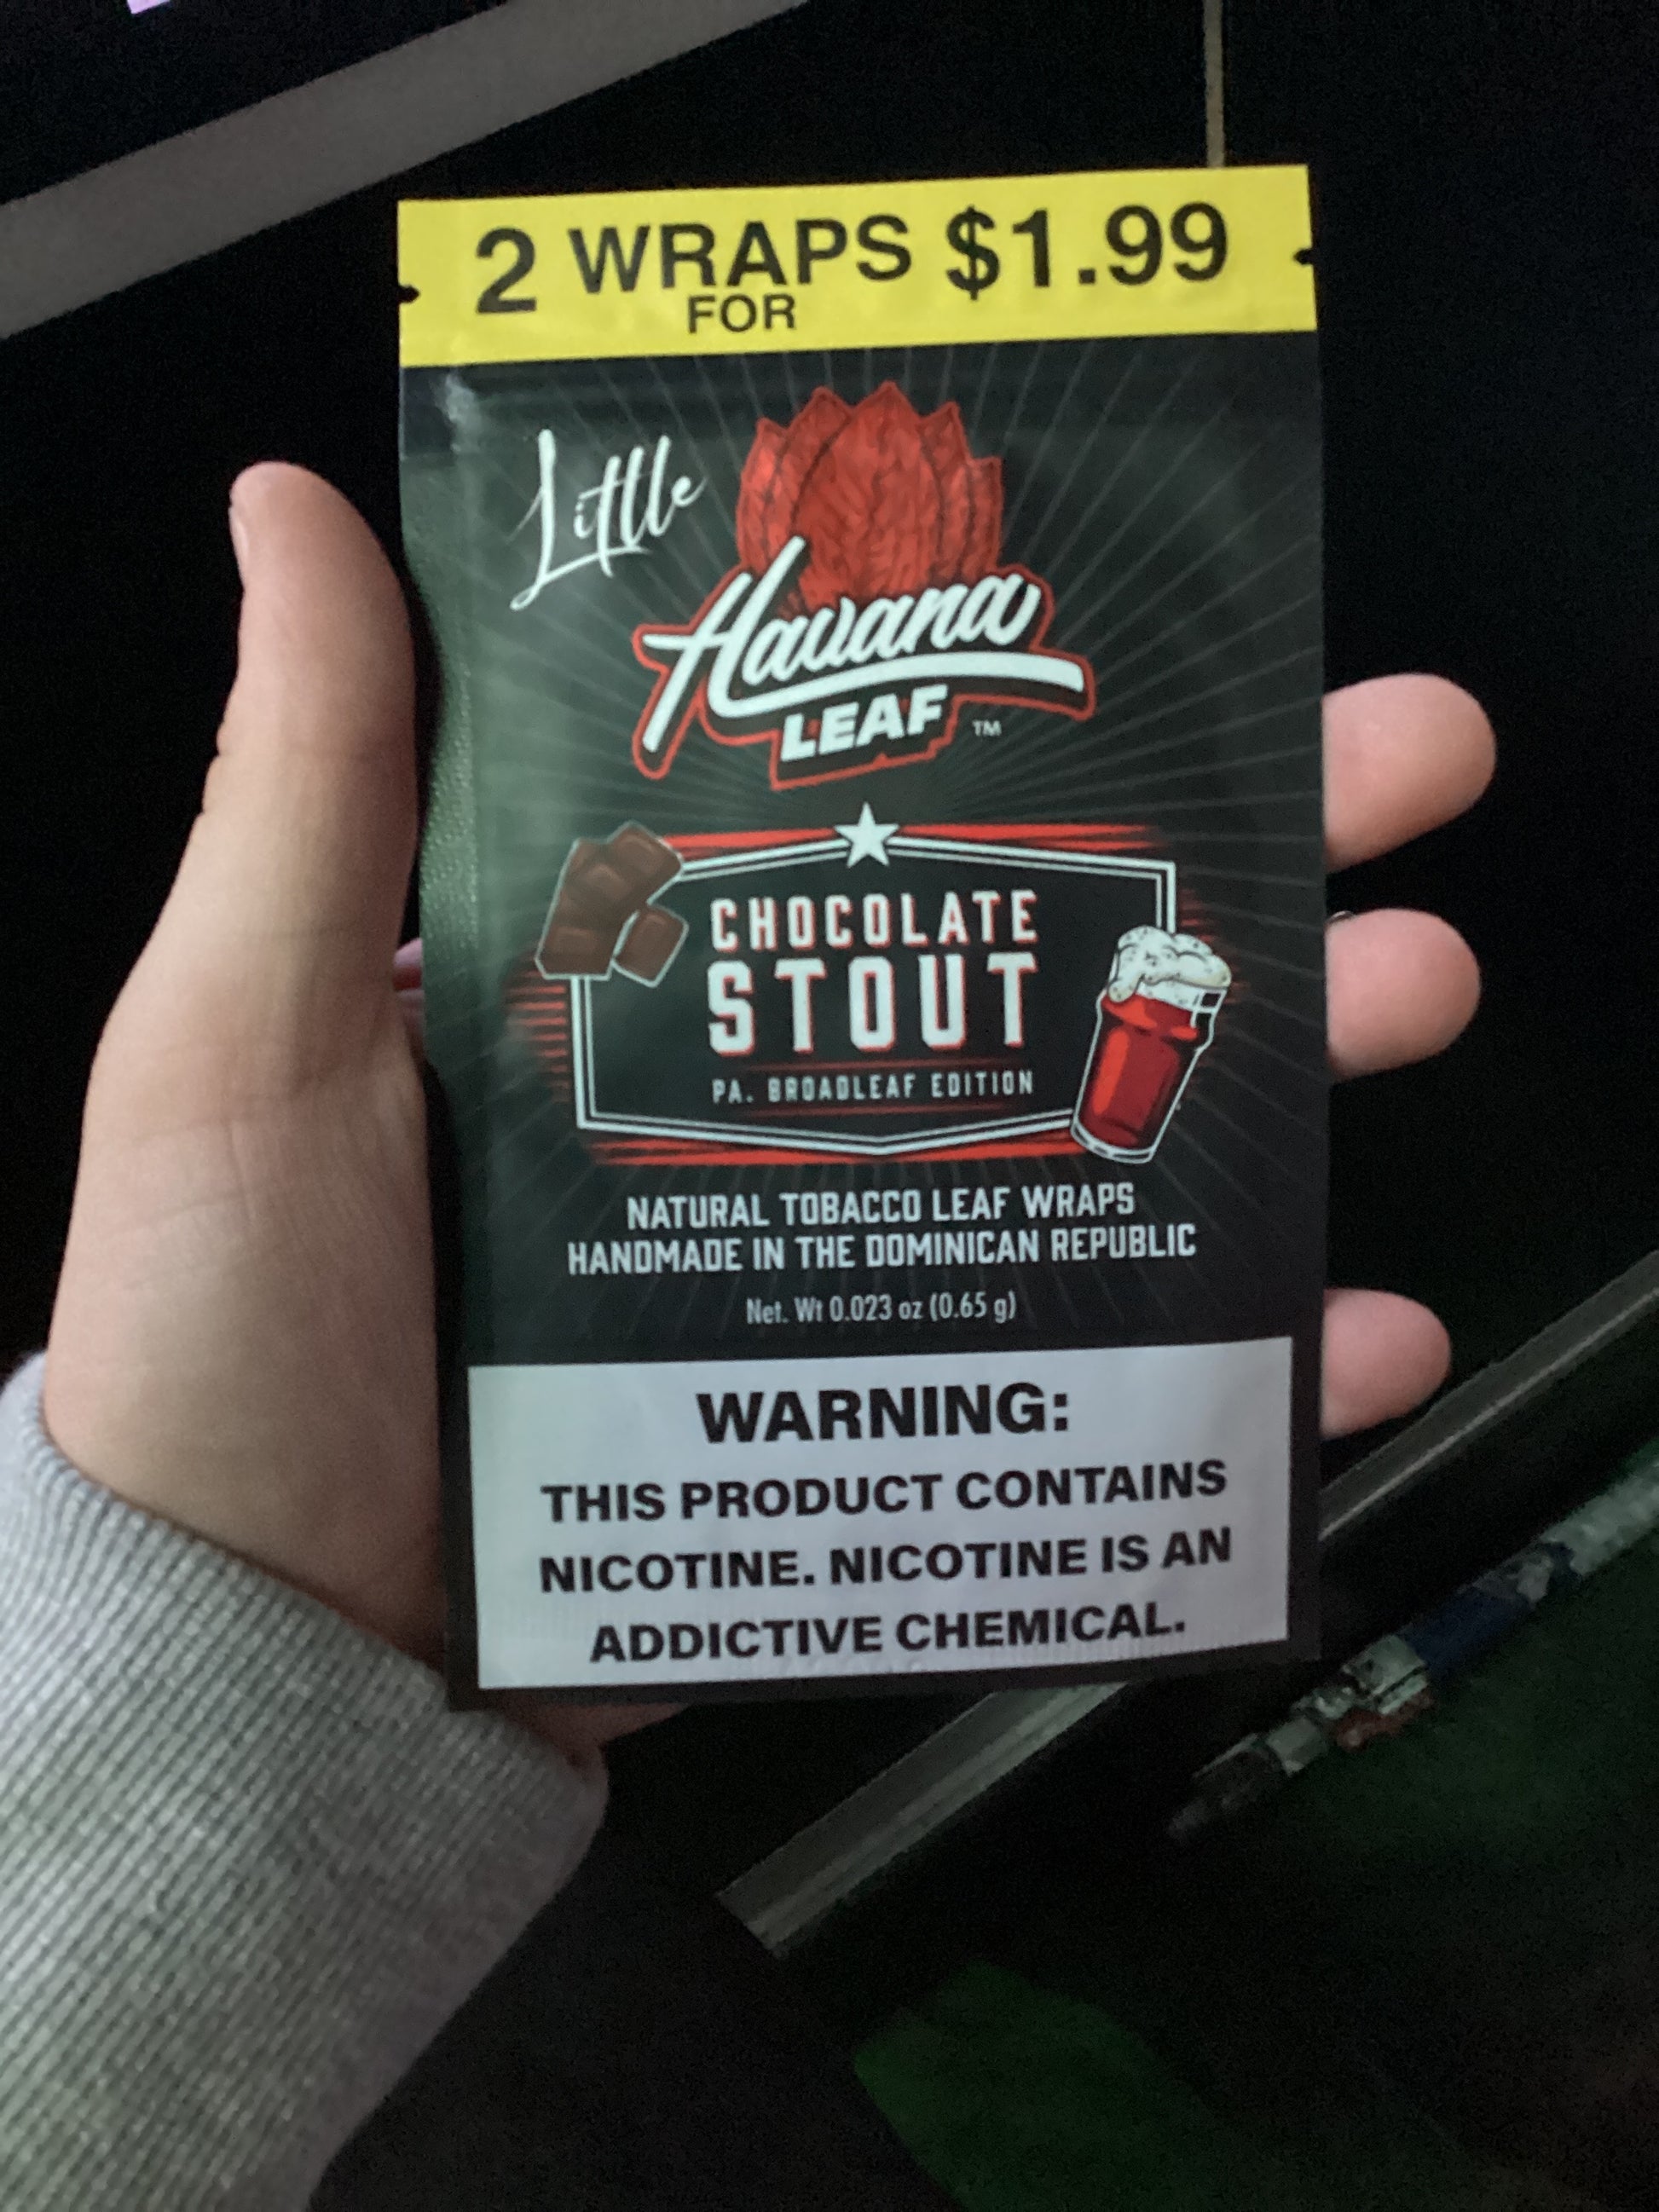 2 WRAPS FOR $1.99
Little
Havana
LEAF™
CHOCOLATE
STOUT
PA. BROADLEAF EDITION
NATURAL TOBACCO LEAF WRAPS
HANDMADE IN THE DOMINICAN REPUBLIC
Net. Wt 0.023 oz (0.65 g)
WARNING:
THIS PRODUCT CONTAINS
NICOTINE. NICOTINE IS AN
ADDICTIVE CHEMICAL.